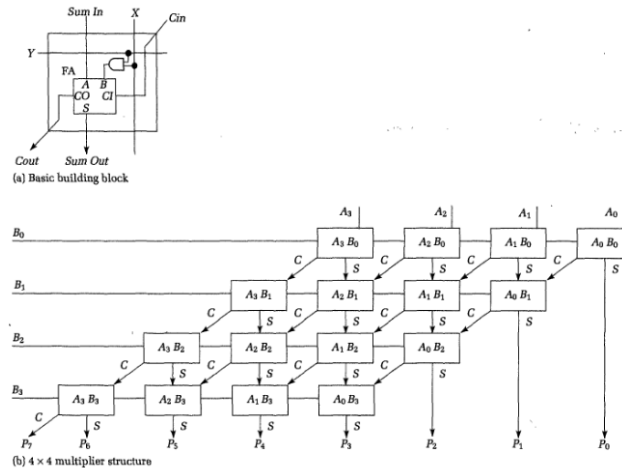 Sum In X
Cin
Y
FA
A B
CO CI
S
Cout Sum Out
(a) Basic building block
A3 A2 A1 A0
B0
A3 B0 A2 B0 A1 B0 A0 B0
C S C S C S C S
B1
A3 B1 A2 B1 A1 B1 A0 B1
C S C S C S C S
B2
A3 B2 A2 B2 A1 B2 A0 B2
C S C S C S C S
B3
A3 B3 A2 B3 A1 B3 A0 B3
C S S S S
P7 P6 P5 P4 P3 P2 P1 P0
(b) 4 × 4 multiplier structure